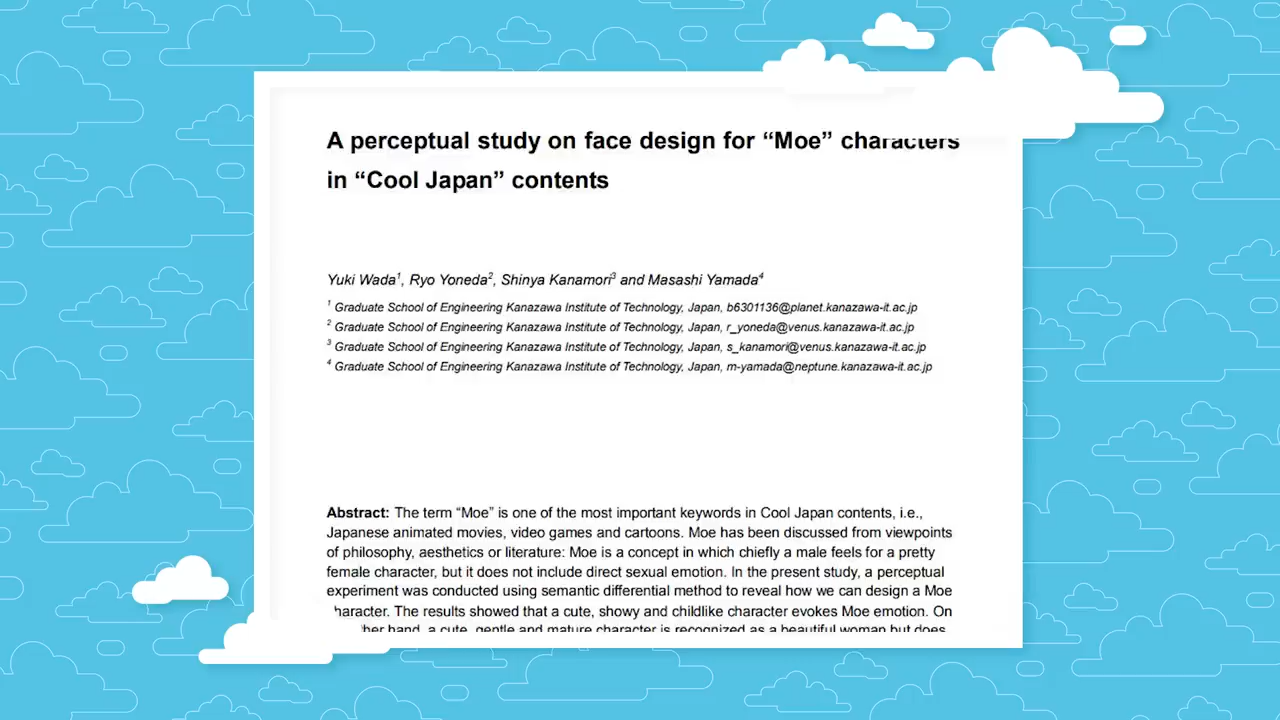 A perceptual study on face design for “Moe” characters
in “Cool Japan” contents
Yuki Wada1, Ryo Yoneda2, Shinya Kanamori3 and Masashi Yamada4
1 Graduate School of Engineering Kanazawa Institute of Technology, Japan, b6301136@planet.kanazawa-it.ac.jp
2 Graduate School of Engineering Kanazawa Institute of Technology, Japan, r_yoneda@venus.kanazawa-it.ac.jp
3 Graduate School of Engineering Kanazawa Institute of Technology, Japan, s_kanamori@venus.kanazawa-it.ac.jp
4 Graduate School of Engineering Kanazawa Institute of Technology, Japan, m-yamada@neptune.kanazawa-it.ac.jp
Abstract: The term “Moe” is one of the most important keywords in Cool Japan contents, i.e.,
Japanese animated movies, video games and cartoons. Moe has been discussed from viewpoints
of philosophy, aesthetics or literature: Moe is a concept in which chiefly a male feels for a pretty
female character, but it does not include direct sexual emotion. In the present study, a perceptual
experiment was conducted using semantic differential method to reveal how we can design a Moe
character. The results showed that a cute, showy and childlike character evokes Moe emotion. On
hand, a cute, gentle and mature character is recognized as a beautiful woman but does